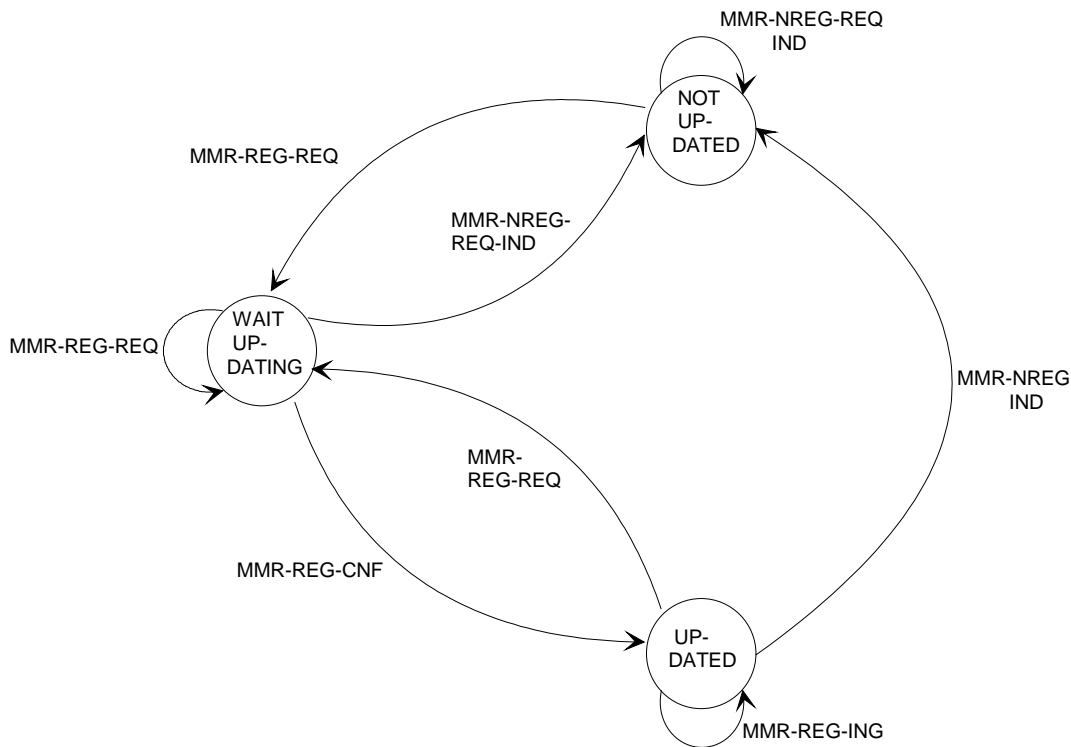 MMR-NREG-REQ
IND
NOT
UP-
DATED
MMR-REG-REQ
MMR-NREG-
REQ-IND
WAIT
UP-
DATING
MMR-REG-REQ
MMR-NREG
IND
MMR-
REG-REQ
MMR-REG-CNF
UP-
DATED
MMR-REG-ING